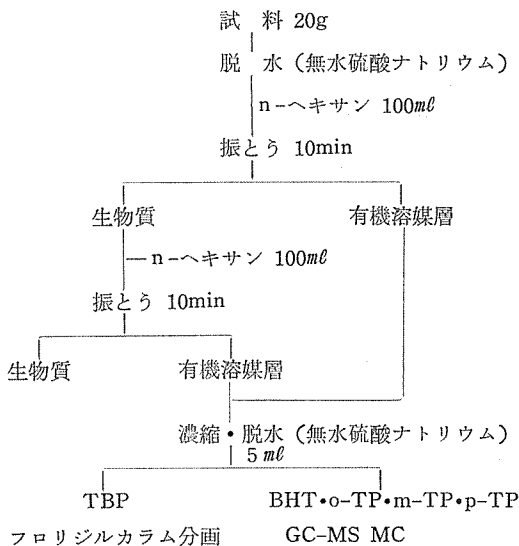 試料 20g
脱水（無水硫酸ナトリウム）
n-ヘキサン 100mℓ
振とう 10min
生物質 有機溶媒層
n-ヘキサン 100mℓ
振とう 10min
生物質 有機溶媒層
濃縮・脱水（無水硫酸ナトリウム）
5mℓ
TBP BHT・o-TP・m-TP・p-TP
フロリジルカラム分画 GC-MS MC